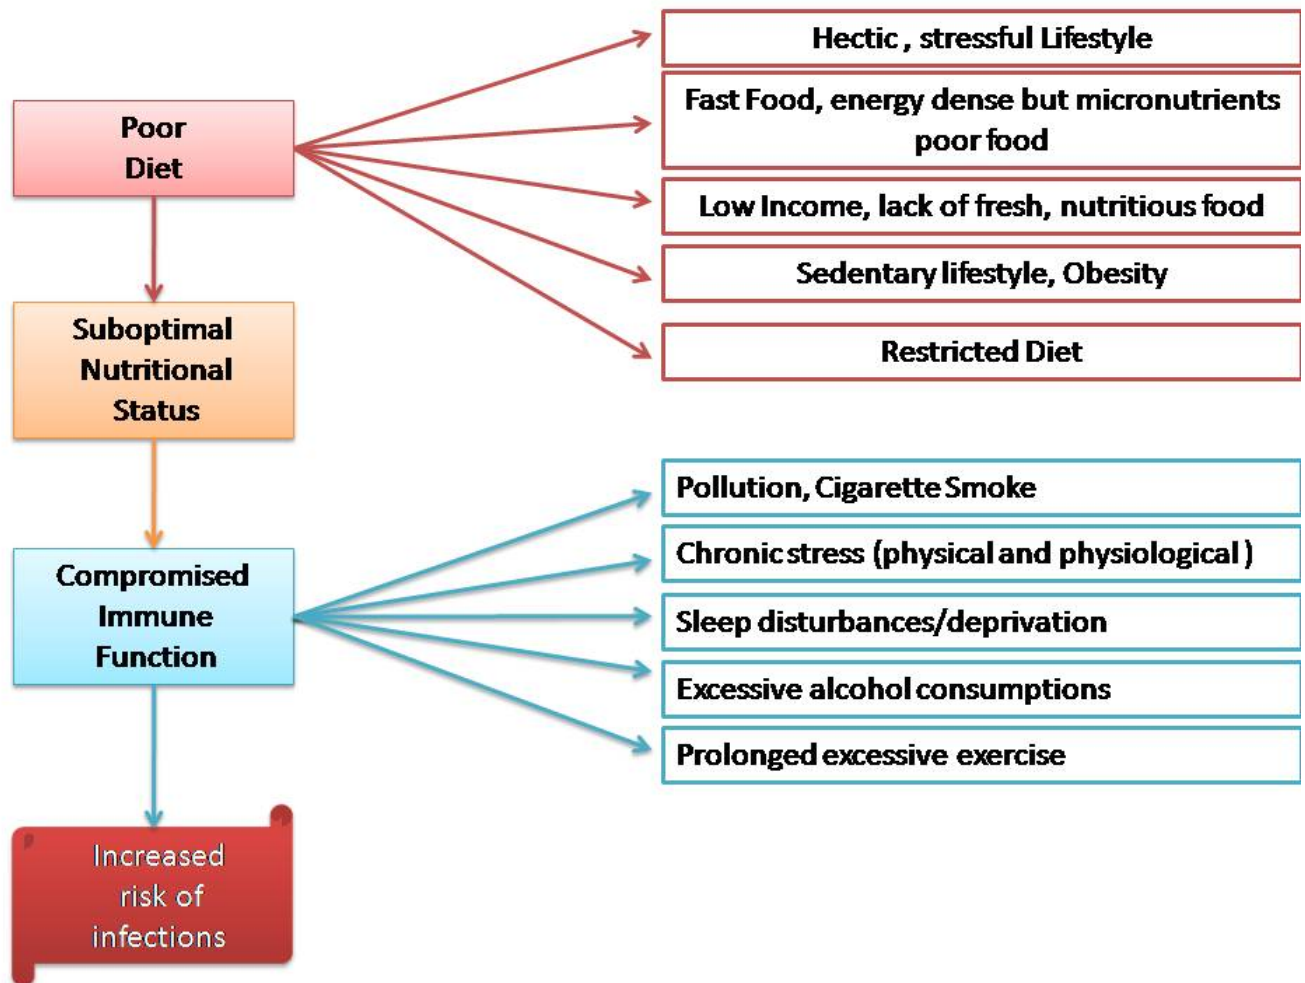 Poor
Diet
Hectic , stressful Lifestyle
Fast Food, energy dense but micronutrients
poor food
Low Income, lack of fresh, nutritious food
Sedentary lifestyle, Obesity
Restricted Diet
Suboptimal
Nutritional
Status
Compromised
Immune
Function
Pollution, Cigarette Smoke
Chronic stress (physical and physiological )
Sleep disturbances/deprivation
Excessive alcohol consumptions
Prolonged excessive exercise
Increased
risk of
infections